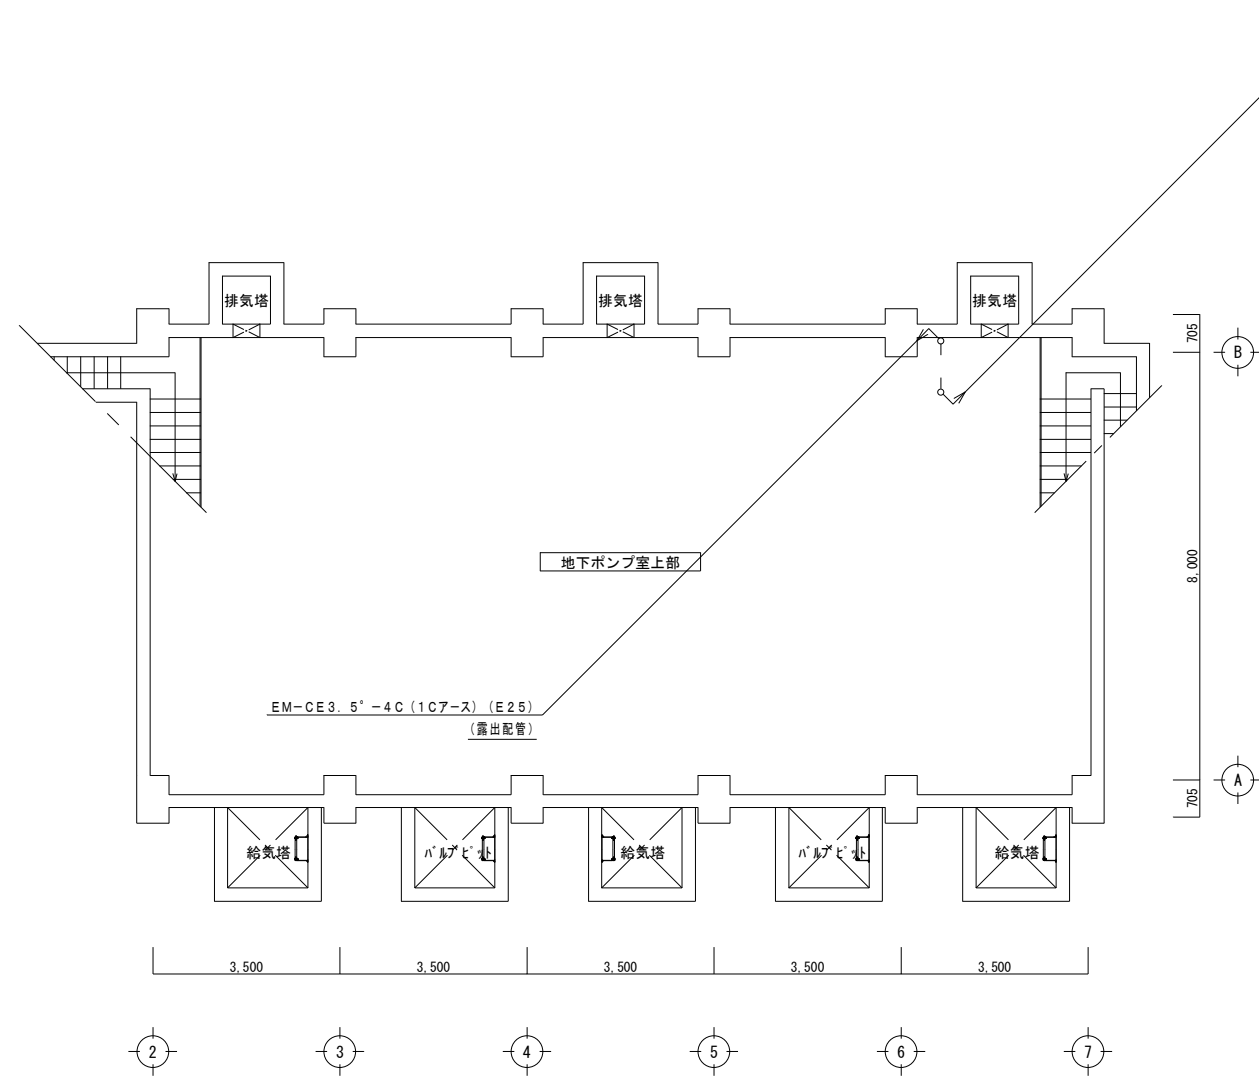 排気塔 排気塔 排気塔
705
B
地下ポンプ室上部
8,000
EM-CE3.5°-4C(1Cアース)(E25)
(露出配管)
A
705
給気塔 バルブピット 給気塔 バルブピット 給気塔
3,500 3,500 3,500 3,500 3,500
2 3 4 5 6 7